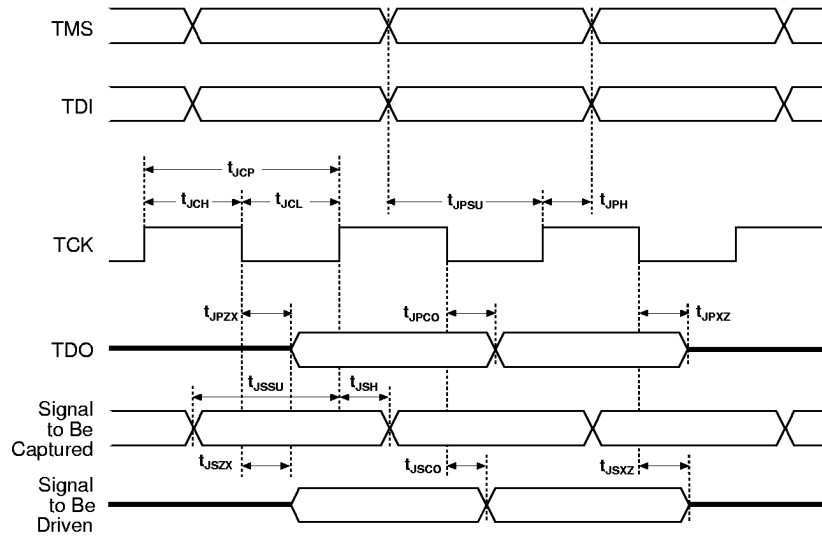 TMS
TDI
tJCP
tJCH
tJCL
tJPSU
tJPH
TCK
tJPZX
tJPCO
tJPXZ
TDO
tJSSU
tJSH
Signal
to Be
Captured
tJSZX
tJSCO
tJSXZ
Signal
to Be
Driven